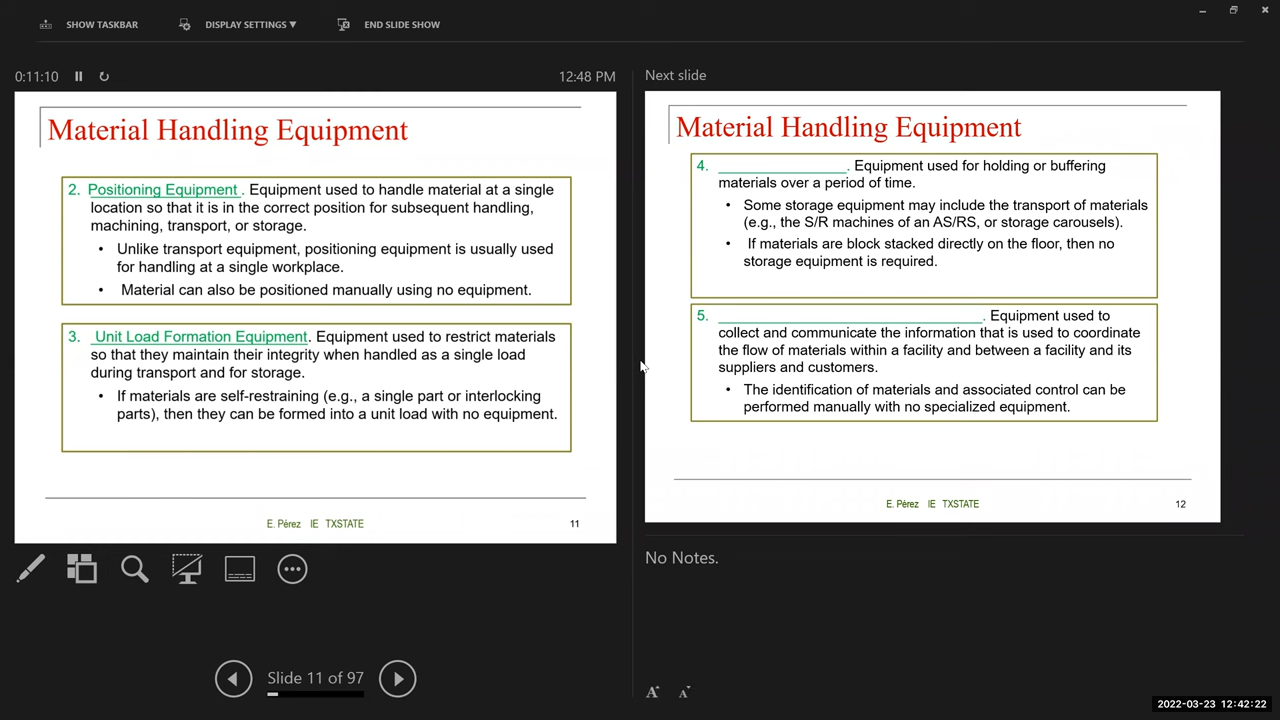 SHOW TASKBAR
DISPLAY SETTINGS ▼
END SLIDE SHOW
0:11:10
12:48 PM
Material Handling Equipment
2. Positioning Equipment . Equipment used to handle material at a single
location so that it is in the correct position for subsequent handling,
machining, transport, or storage.
• Unlike transport equipment, positioning equipment is usually used
for handling at a single workplace.
• Material can also be positioned manually using no equipment.
3. Unit Load Formation Equipment. Equipment used to restrict materials
so that they maintain their integrity when handled as a single load
during transport and for storage.
• If materials are self-restraining (e.g., a single part or interlocking
parts), then they can be formed into a unit load with no equipment.
E. Pérez IE TXSTATE
11
Slide 11 of 97
Next slide
Material Handling Equipment
4. ______________. Equipment used for holding or buffering
materials over a period of time.
• Some storage equipment may include the transport of materials
(e.g., the S/R machines of an AS/RS, or storage carousels).
• If materials are block stacked directly on the floor, then no
storage equipment is required.
5. _____________________________. Equipment used to
collect and communicate the information that is used to coordinate
the flow of materials within a facility and between a facility and its
suppliers and customers.
• The identification of materials and associated control can be
performed manually with no specialized equipment.
E. Pérez IE TXSTATE
12
No Notes.
A A
2022-03-23 12:42:22